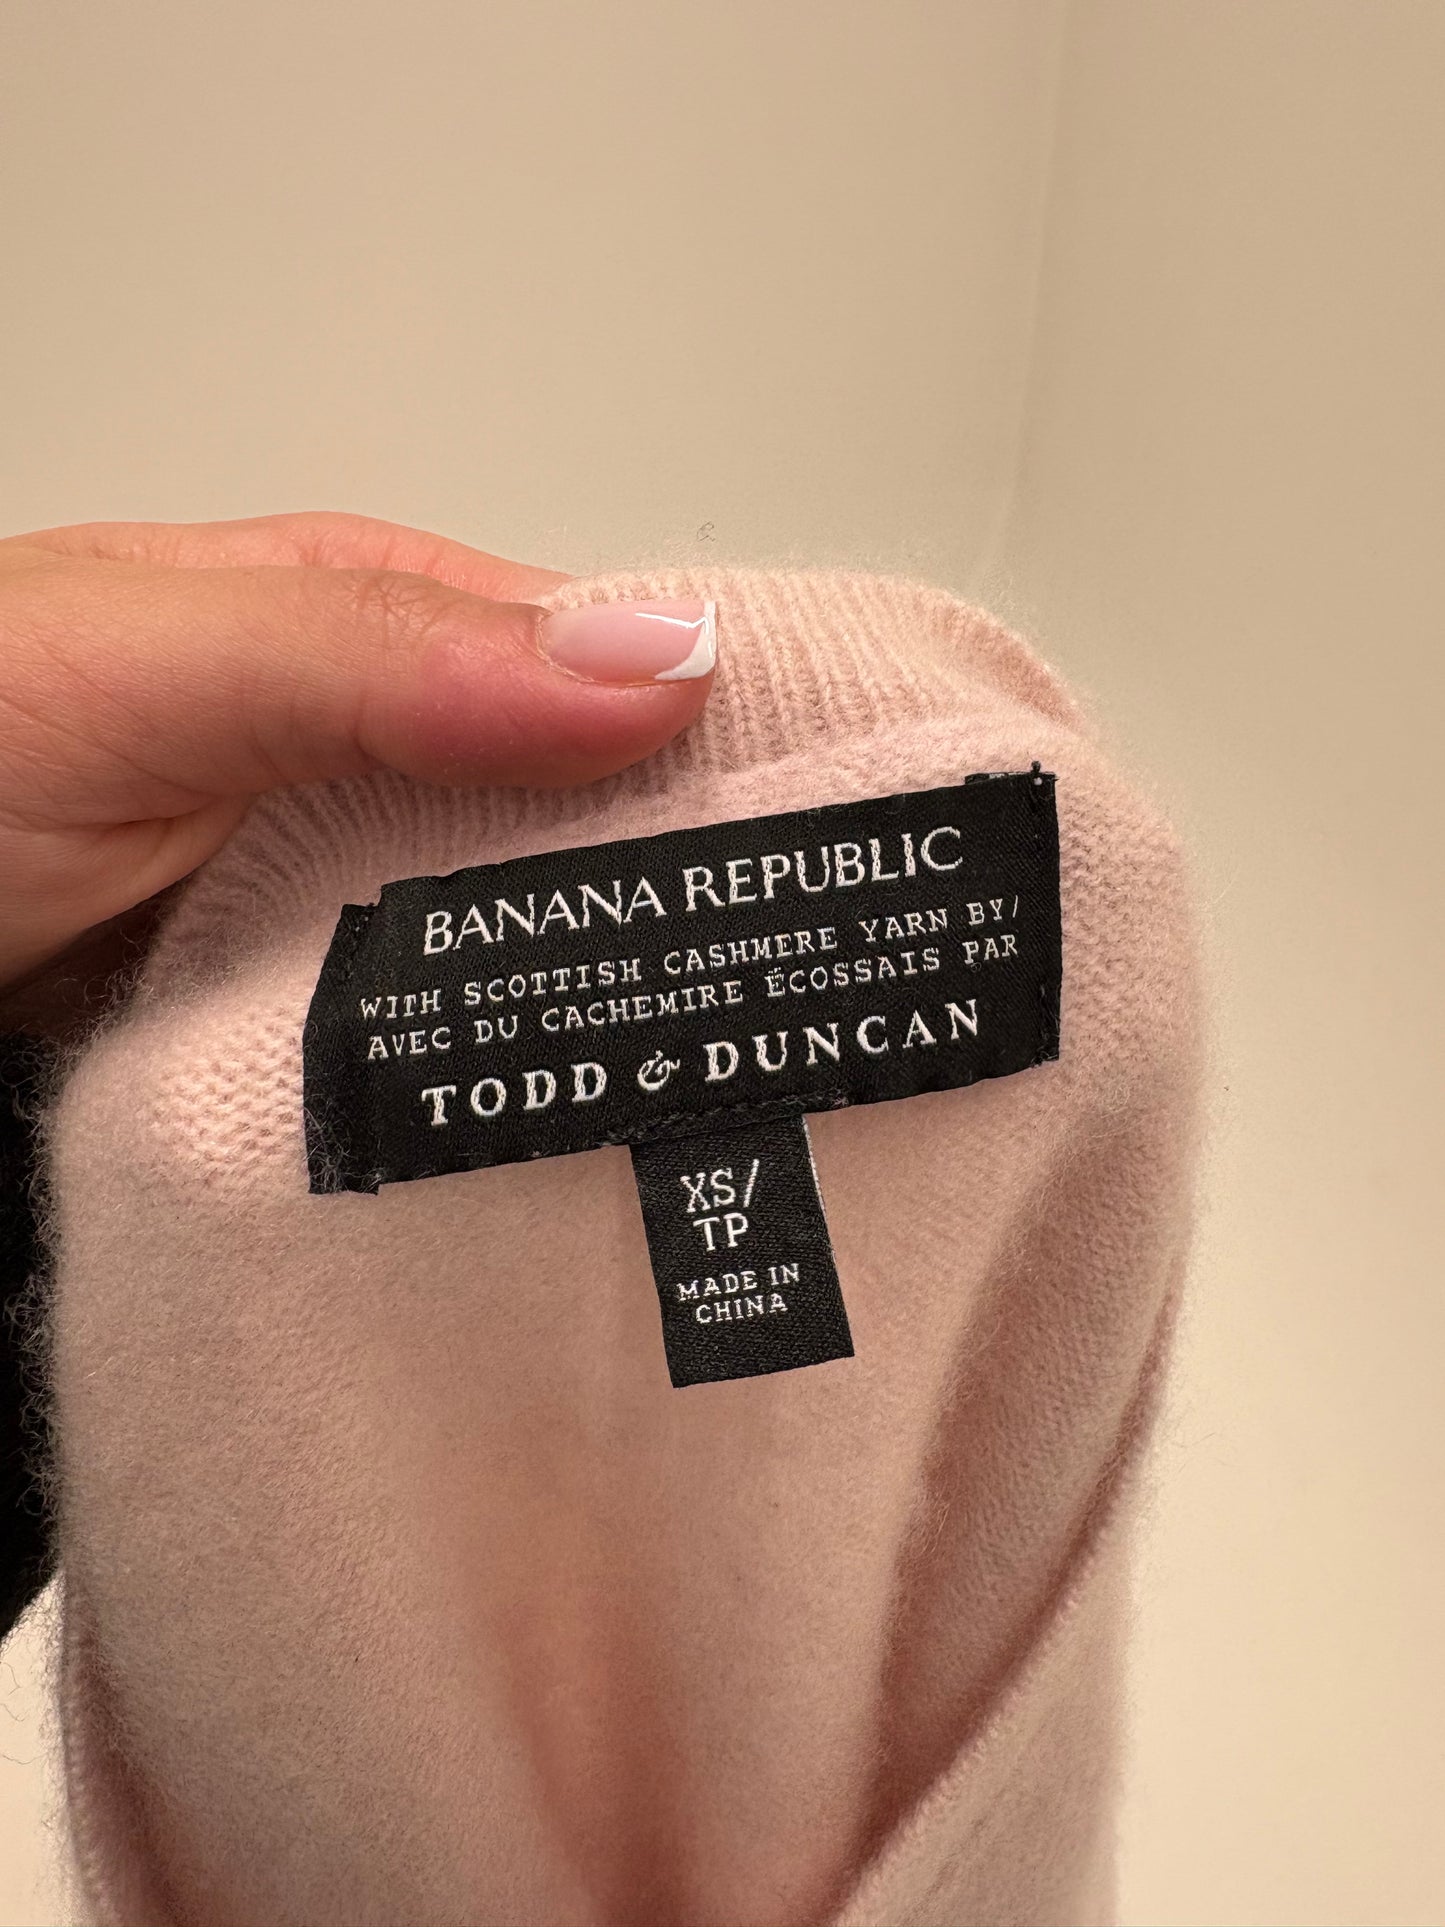 BANANA REPUBLIC
WITH SCOTTISH CASHMERE YARN BY/
AVEC DU CACHEMIRE ÉCOSSAIS PAR
TODD & DUNCAN
XS/
TP
MADE IN
CHINA